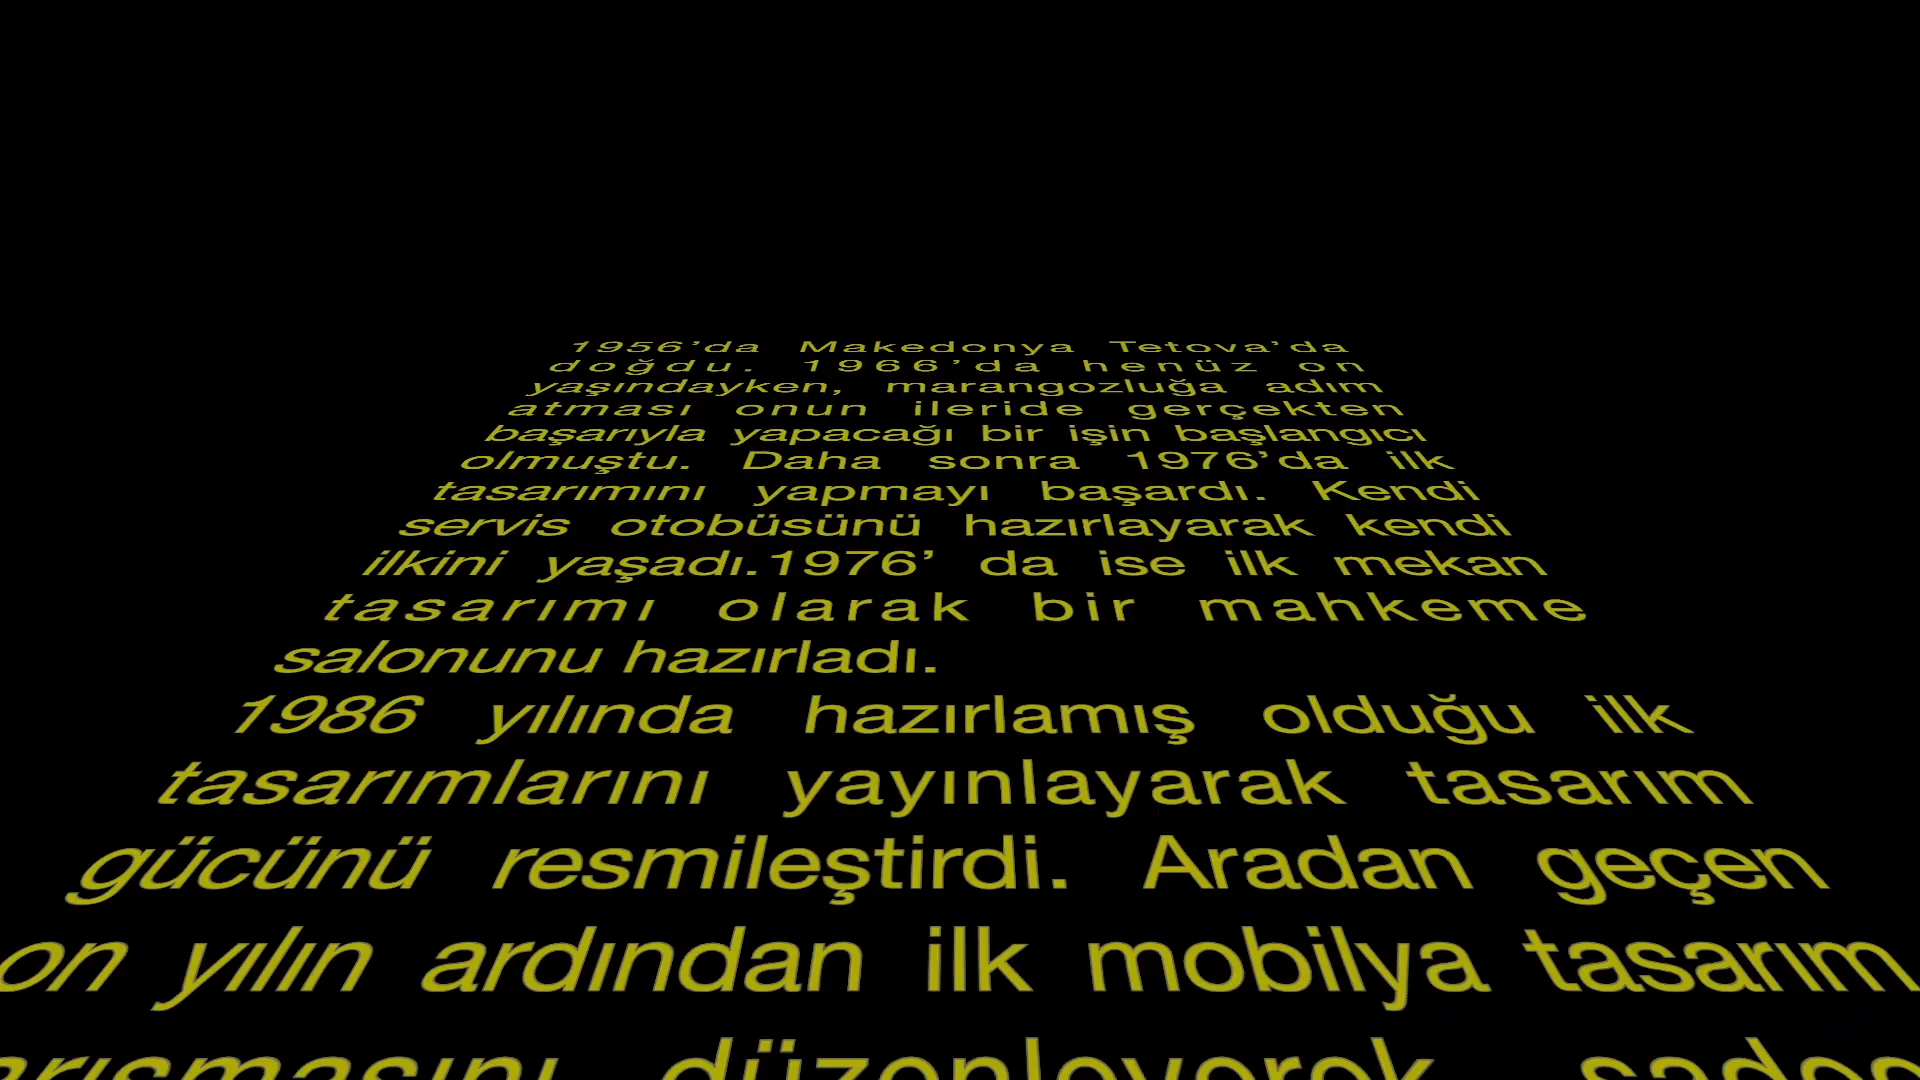 1956’da Makedonya Tetova’da
doğdu. 1966’da henüz on
yaşındayken, marangozluğa adım
atması onun ileride gerçekten
başarıyla yapacağı bir işin başlangıcı
olmuştu. Daha sonra 1976’da ilk
tasarımını yapmayı başardı. Kendi
servis otobüsünü hazırlayarak kendi
ilkini yaşadı.1976’ da ise ilk mekan
tasarımı olarak bir mahkeme
salonunu hazırladı.
1986 yılında hazırlamış olduğu ilk
tasarımlarını yayınlayarak tasarım
gücünü resmileştirdi. Aradan geçen
on yılın ardından ilk mobilya tasarım
düzenleyerek